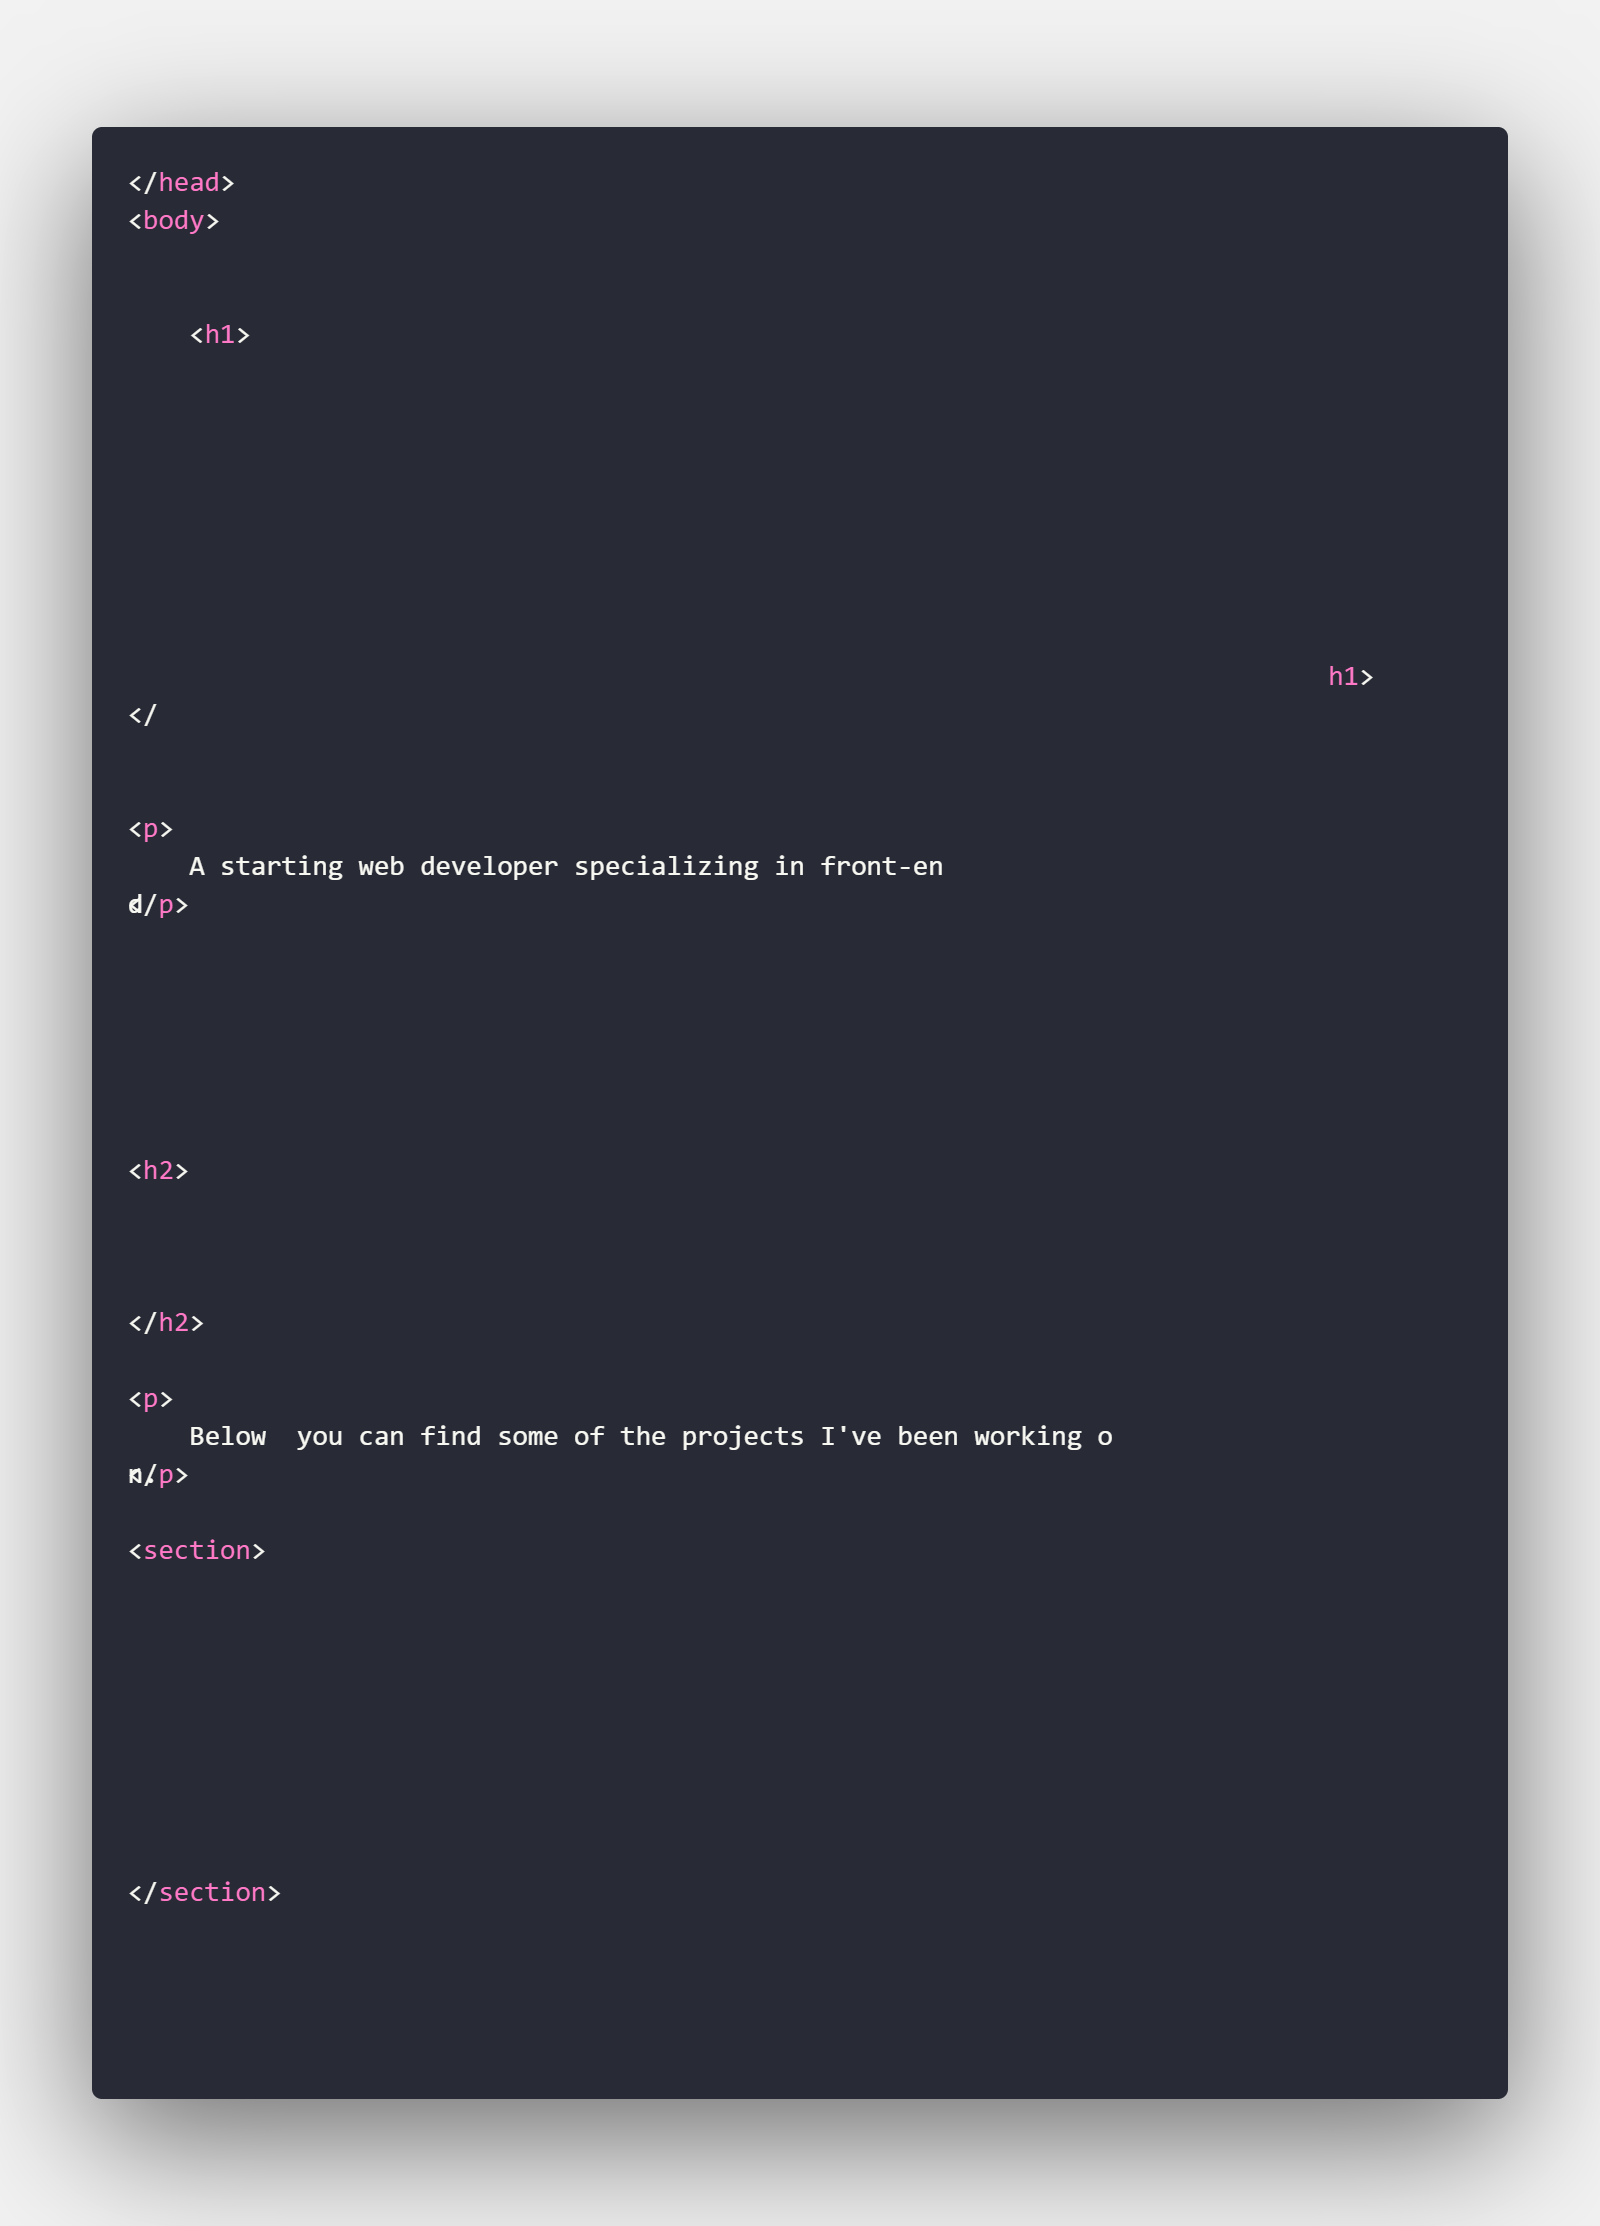 </head>
<body>
<h1>
h1>
</
<p>
A starting web developer specializing in front-en
d
</p>
<h2>
</h2>
<p>
Below  you can find some of the projects I've been working o
n.
</p>
<section>
</section>